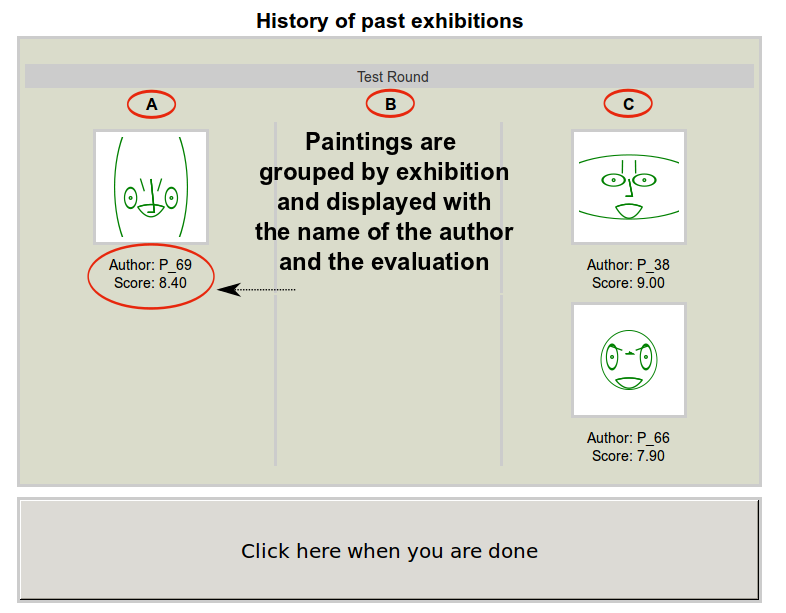 History of past exhibitions
Test Round
A
B
C
Paintings are
grouped by exhibition
and displayed with
the name of the author
and the evaluation
Author: P_69
Score: 8.40
Author: P_38
Score: 9.00
Author: P_66
Score: 7.90
Click here when you are done